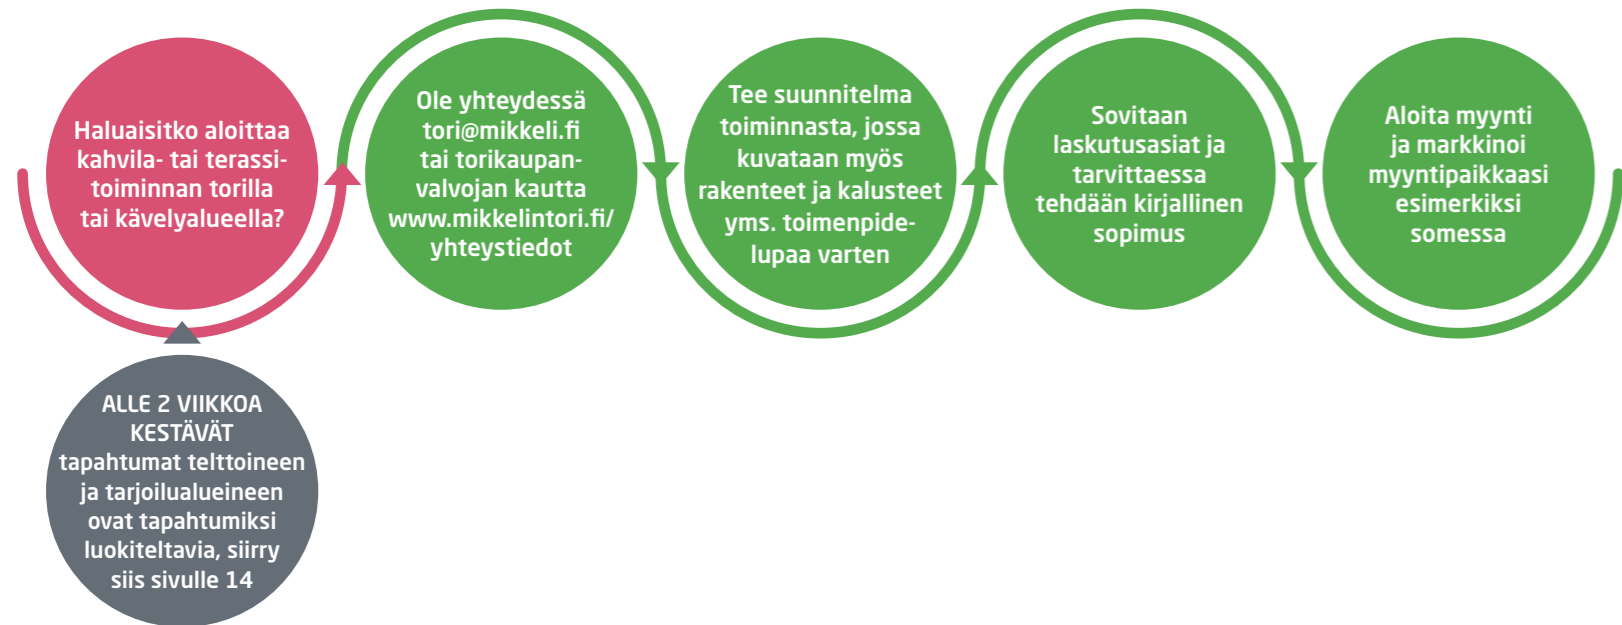 Haluaisitko aloittaa
kahvila- tai terassi-
toiminnan torilla
tai kävelyalueella?
Ole yhteydessä
tori@mikkeli.fi
tai torikaupan-
valvojan kautta
www.mikkelintori.fi/
yhteystiedot
Tee suunnitelma
toiminnasta, jossa
kuvataan myös
rakenteet ja kalusteet
yms. toimenpide-
lupaa varten
Sovitaan
laskutusasiat ja
tarvittaessa
tehdään kirjallinen
sopimus
Aloita myynti
ja markkinoi
myyntipaikkaasi
esimerkiksi
somessa
ALLE 2 VIIKKOA
KESTÄVÄT
tapahtumat telttoineen
ja tarjoilualueineen
ovat tapahtumiksi
luokiteltavia, siirry
siis sivulle 14